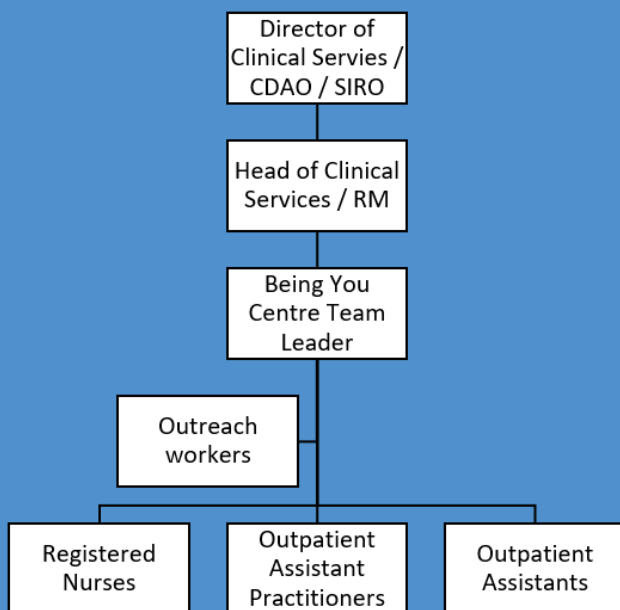 Director of
Clinical Servies /
CDAO / SIRO
Head of Clinical
Services / RM
Being You
Centre Team
Leader
Outreach
workers
Registered
Nurses
Outpatient
Assistant
Practitioners
Outpatient
Assistants